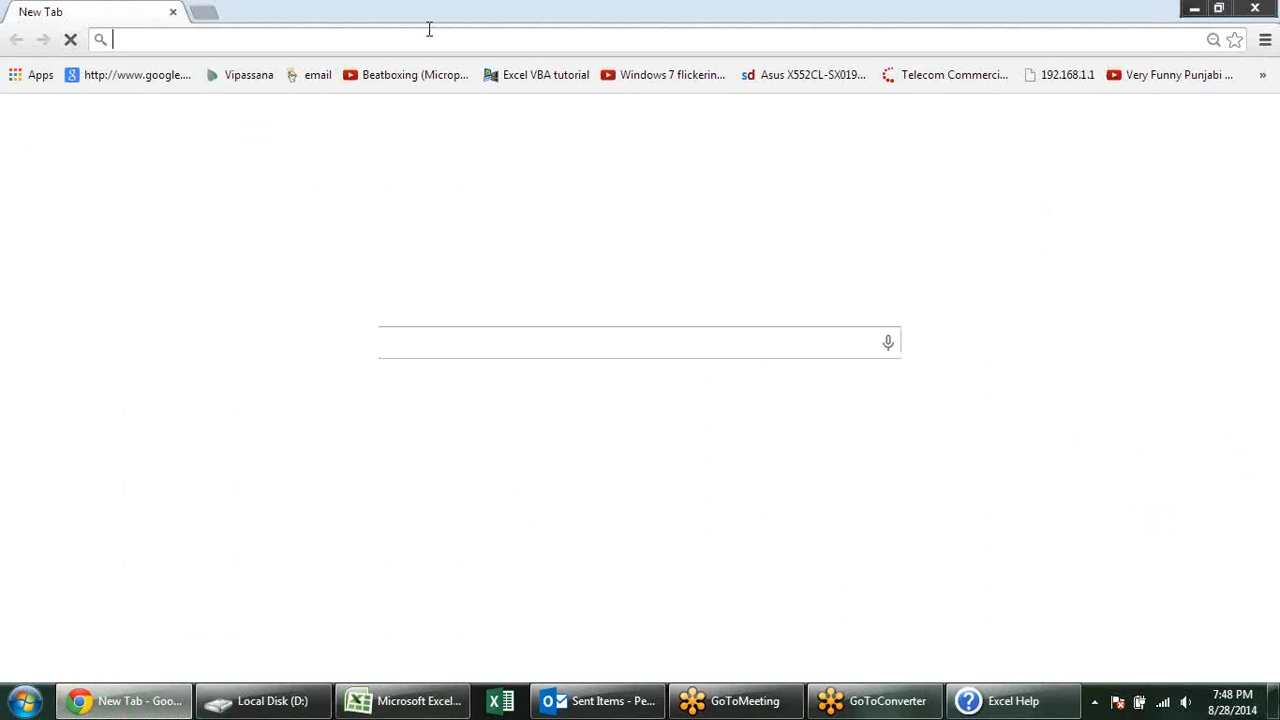 New Tab
Apps
http://www.google....
Vipassana
email
Beatboxing (Microp...
Excel VBA tutorial
Windows 7 flickerin...
sd Asus X552CL-SX019...
Telecom Commerci...
192.168.1.1
Very Funny Punjabi ...
»
New Tab - Goo...
Local Disk (D:)
Microsoft Excel...
Sent Items - Pe...
GoToMeeting
GoToConverter
Excel Help
7:48 PM
8/28/2014